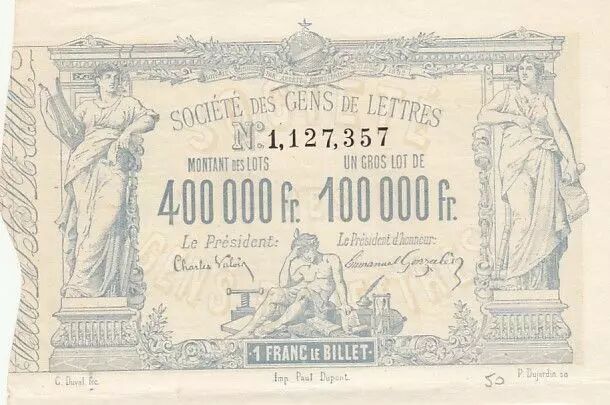 SOCIÉTÉ DES GENS DE LETTRES
No. 1,127,357
MONTANT DES LOTS
400 000 fr.
UN GROS LOT DE
100 000 fr.
Le Président:
Charles Valois
Le Président d'honneur:
Emmanuel Gonzalès
1 FRANC LE BILLET
G. Duval, fec.
Imp. Paul Dupont.
50
P. Dujardin sc